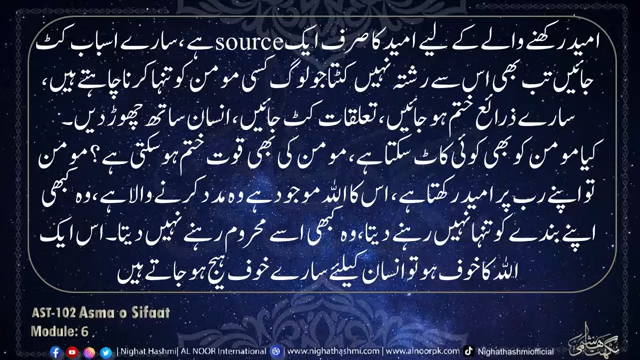 امید رکھنے والے کے لیے امید کا صرف ایک source ہے، سارے اسباب کٹ
جائیں تب بھی اس سے رشتہ نہیں کٹتا جو لوگ کسی مومن کو تنہا کرنا چاہتے ہیں،
سارے ذرائع ختم ہو جائیں، تعلقات کٹ جائیں، انسان ساتھ چھوڑ دیں۔
کیا مومن کو بھی کوئی کاٹ سکتا ہے، مومن کی بھی قوت ختم ہو سکتی ہے؟ مومن
تو اپنے رب پر امید رکھتا ہے، اس کا اللہ موجود ہے وہ مدد کرنے والا ہے، وہ کبھی
اپنے بندے کو تنہا نہیں رہنے دیتا، وہ کبھی اسے محروم رہنے نہیں دیتا۔ اس ایک
اللہ کا خوف ہو تو انسان کیلئے سارے خوف ہیچ ہو جاتے ہیں
AST-102 Asma o Sifaat
Module: 6
| Nighat Hashmi| AL NOOR International | www.nighathashmi.com | www.alnoorpk.com | Nighathashmiofficial